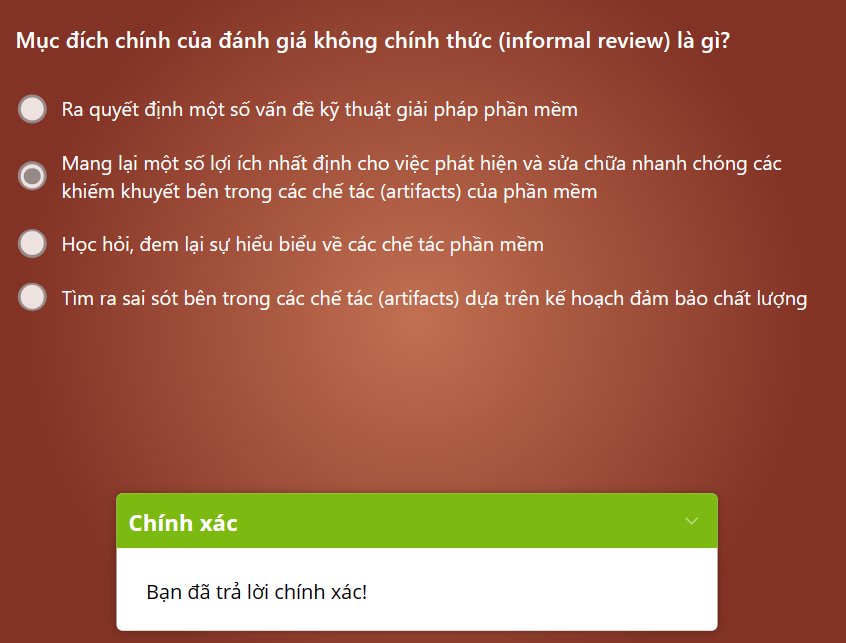 Mục đích chính của đánh giá không chính thức (informal review) là gì?
Ra quyết định một số vấn đề kỹ thuật giải pháp phần mềm
Mang lại một số lợi ích nhất định cho việc phát hiện và sửa chữa nhanh chóng các
khiếm khuyết bên trong các chế tác (artifacts) của phần mềm
Học hỏi, đem lại sự hiểu biểu về các chế tác phần mềm
Tìm ra sai sót bên trong các chế tác (artifacts) dựa trên kế hoạch đảm bảo chất lượng
Chính xác
Bạn đã trả lời chính xác!